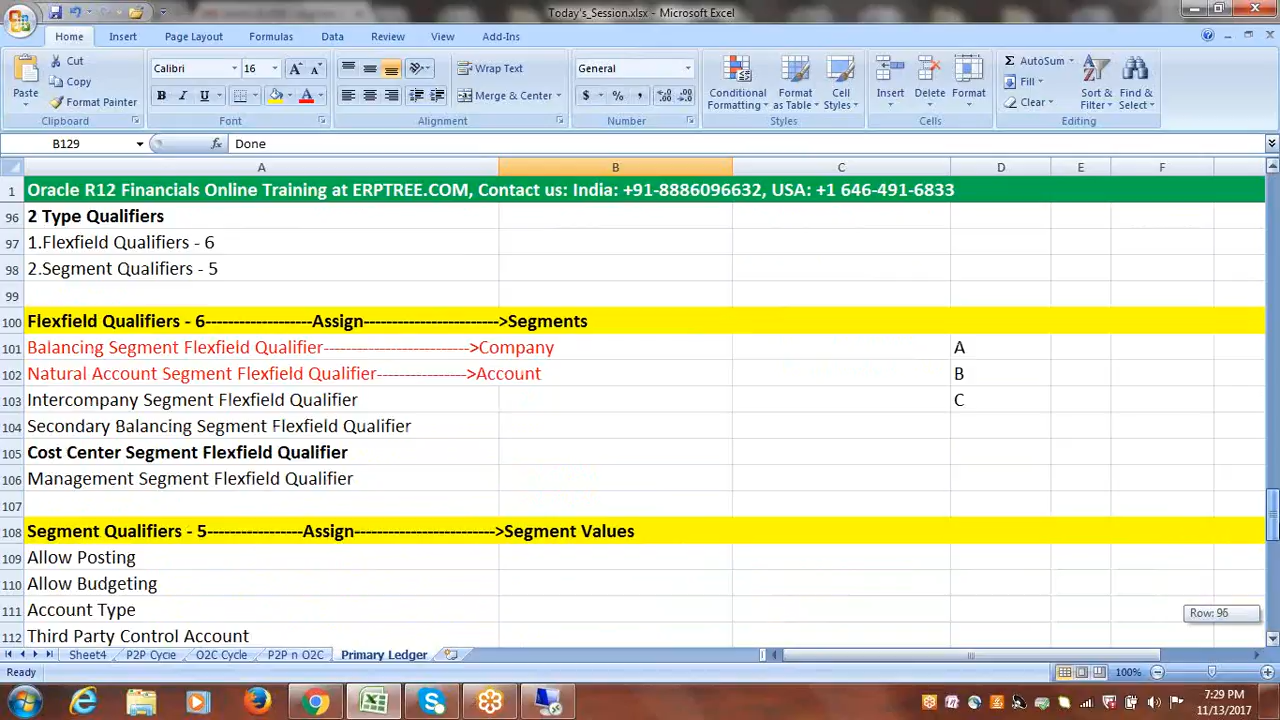 Today's_Session.xlsx - Microsoft Excel
Home Insert Page Layout Formulas Data Review View Add-Ins
Paste Cut Copy Format Painter Clipboard
Calibri 16 B I U A Font
Wrap Text Merge & Center Alignment
General $ % , Number
Conditional Formatting Format as Table Cell Styles Styles
Insert Delete Format Cells
AutoSum Fill Clear Sort & Filter Find & Select Editing
B129 fx Done
A B C D E F
1 Oracle R12 Financials Online Training at ERPTREE.COM, Contact us: India: +91-8886096632, USA: +1 646-491-6833
96 2 Type Qualifiers
97 1.Flexfield Qualifiers - 6
98 2.Segment Qualifiers - 5
99
100 Flexfield Qualifiers - 6-------------------Assign------------------------->Segments
101 Balancing Segment Flexfield Qualifier--------------------------->Company A
102 Natural Account Segment Flexfield Qualifier---------------->Account B
103 Intercompany Segment Flexfield Qualifier C
104 Secondary Balancing Segment Flexfield Qualifier
105 Cost Center Segment Flexfield Qualifier
106 Management Segment Flexfield Qualifier
107
108 Segment Qualifiers - 5-----------------Assign------------------------->Segment Values
109 Allow Posting
110 Allow Budgeting
111 Account Type
Row: 96
112 Third Party Control Account
Sheet4 P2P Cycle O2C Cycle P2P n O2C Primary Ledger
Ready 100%
7:29 PM
11/13/2017